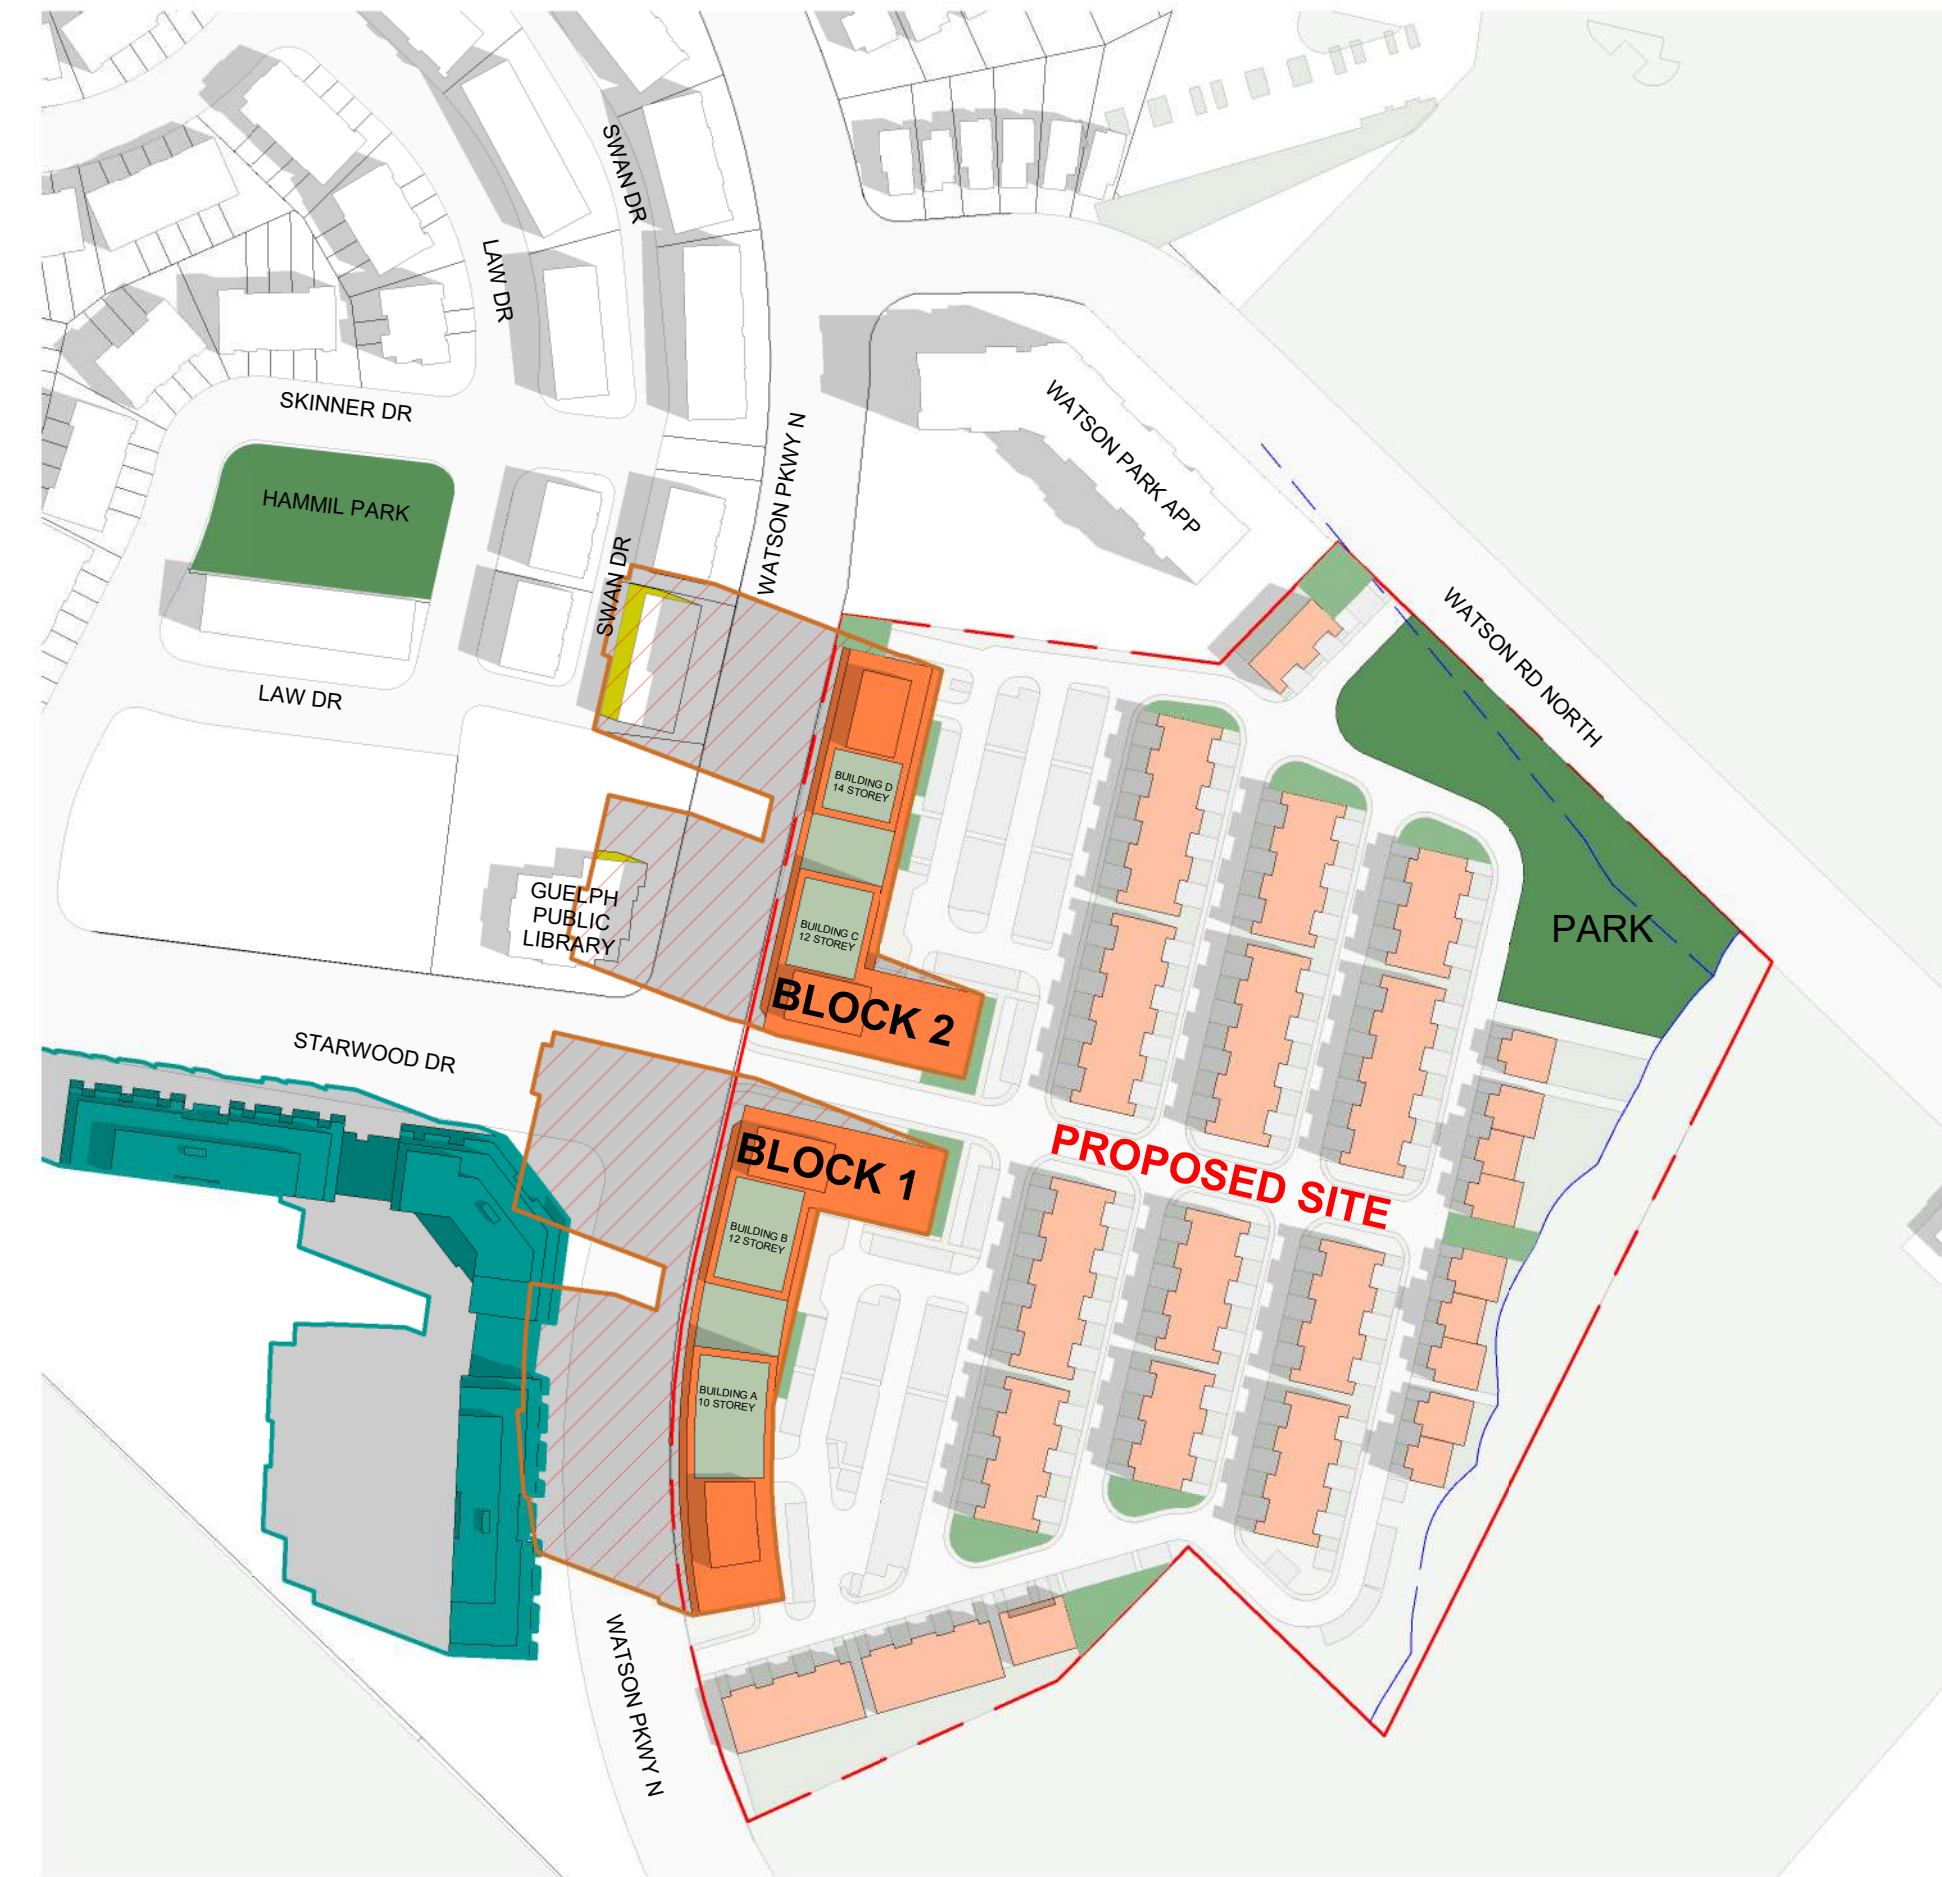 SWAN DR
LAW DR
SKINNER DR
HAMMIL PARK
WATSON PKWY N
WATSON PARK APP
SWAN DR
WATSON RD NORTH
LAW DR
BUILDING D
14 STOREY
GUELPH
PUBLIC
LIBRARY
BUILDING C
12 STOREY
PARK
BLOCK 2
STARWOOD DR
BLOCK 1
PROPOSED SITE
BUILDING B
12 STOREY
BUILDING A
10 STOREY
WATSON PKWY N